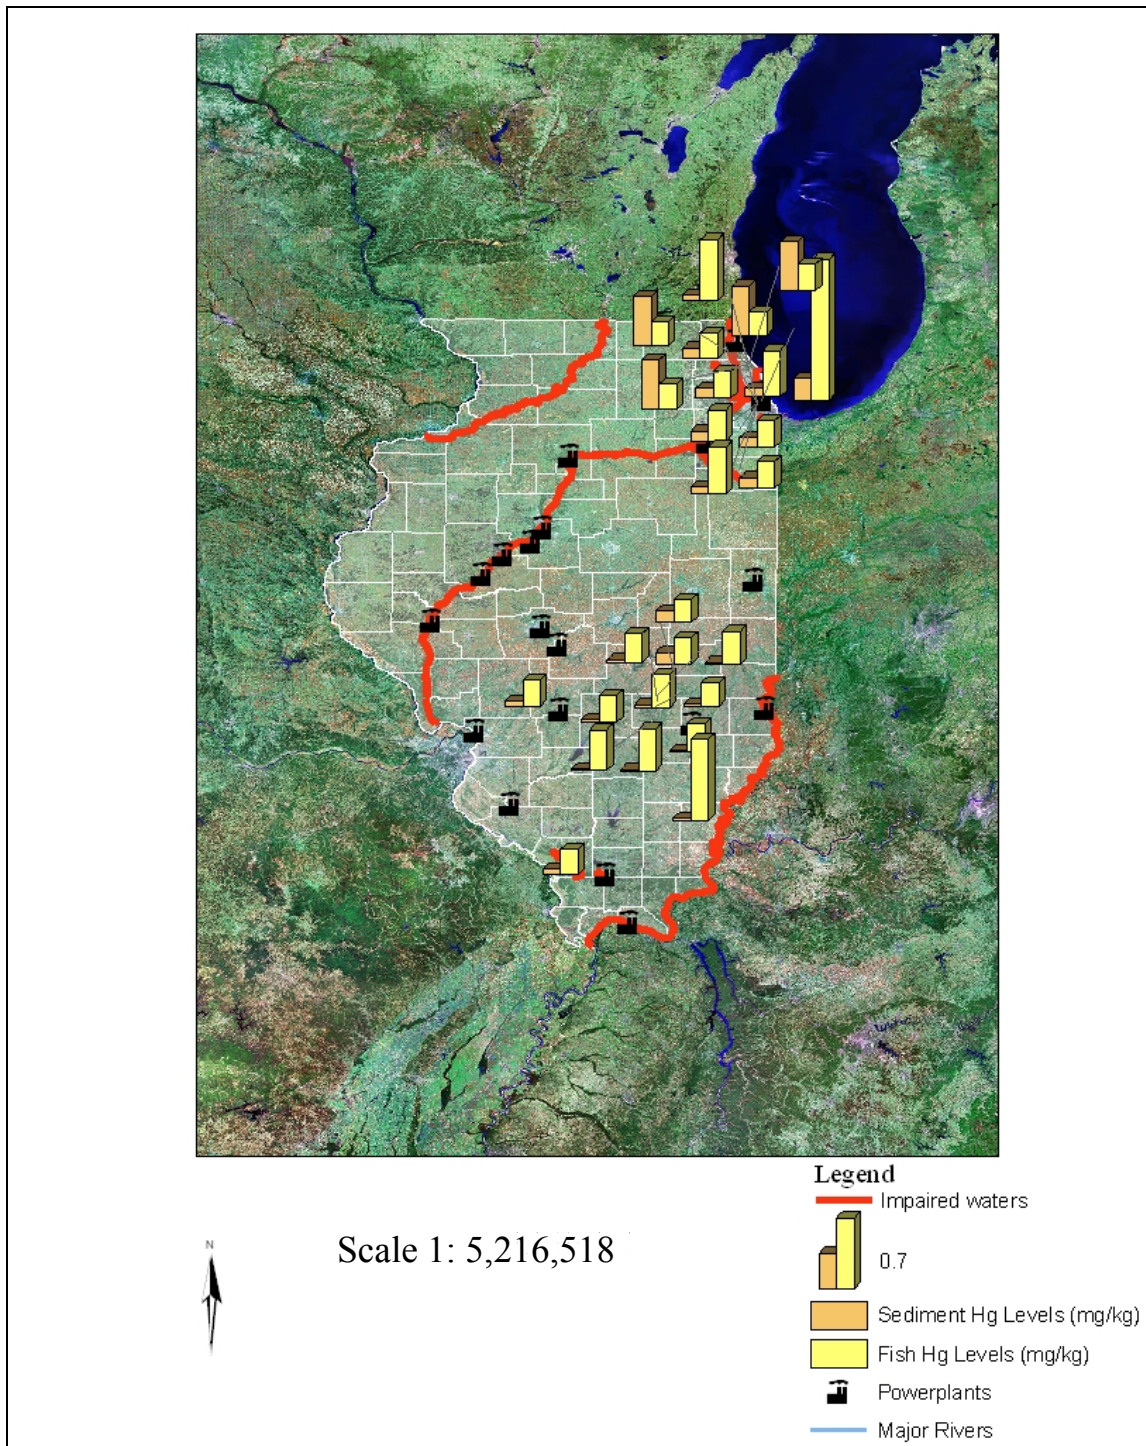 Legend
Impaired waters
0.7
Sediment Hg Levels (mg/kg)
Fish Hg Levels (mg/kg)
Powerplants
Major Rivers
N
Scale 1: 5,216,518